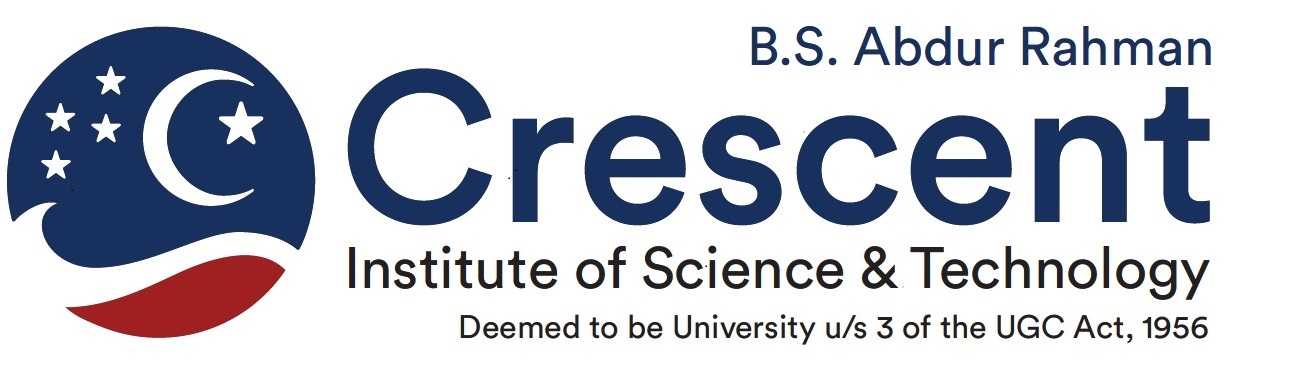 B.S. Abdur Rahman
Crescent
Institute of Science & Technology
Deemed to be University u/s 3 of the UGC Act, 1956